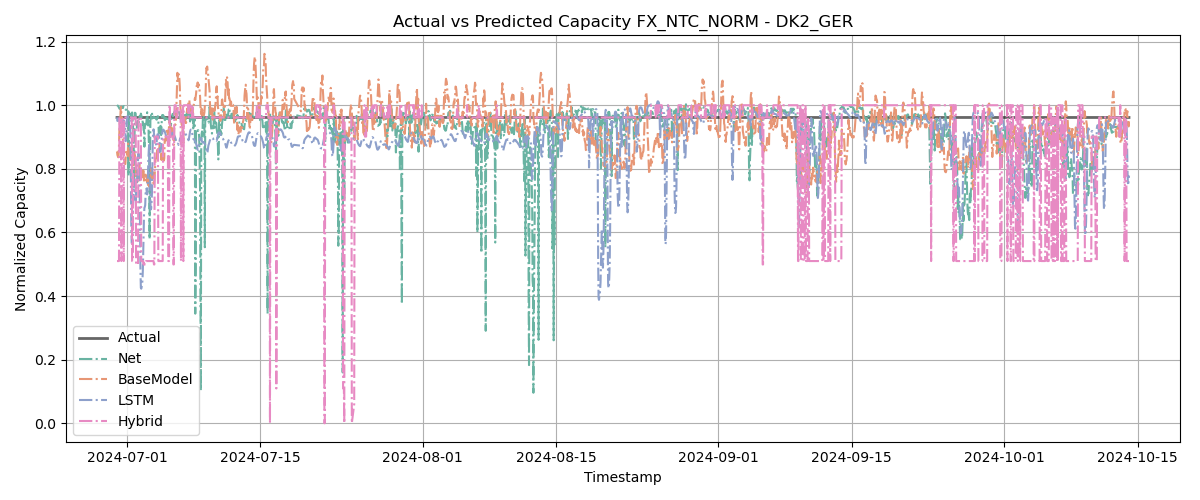 Actual vs Predicted Capacity FX_NTC_NORM - DK2_GER
Normalized Capacity
1.2
1.0
0.8
0.6
0.4
0.2
0.0
Actual
Net
BaseModel
LSTM
Hybrid
2024-07-01
2024-07-15
2024-08-01
2024-08-15
2024-09-01
2024-09-15
2024-10-01
2024-10-15
Timestamp